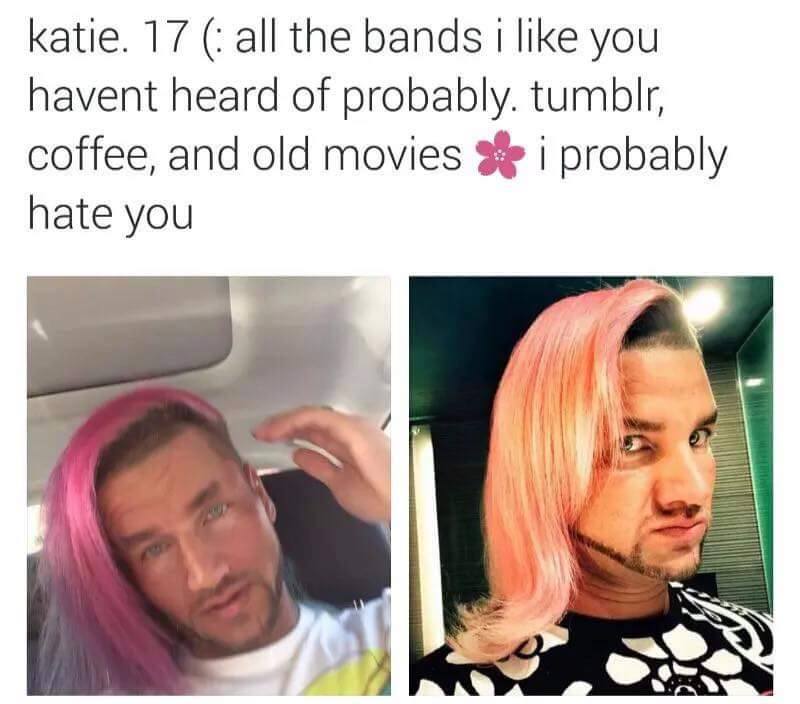 katie. 17 (: all the bands i like you
havent heard of probably. tumblr,
coffee, and old movies 🌸 i probably
hate you